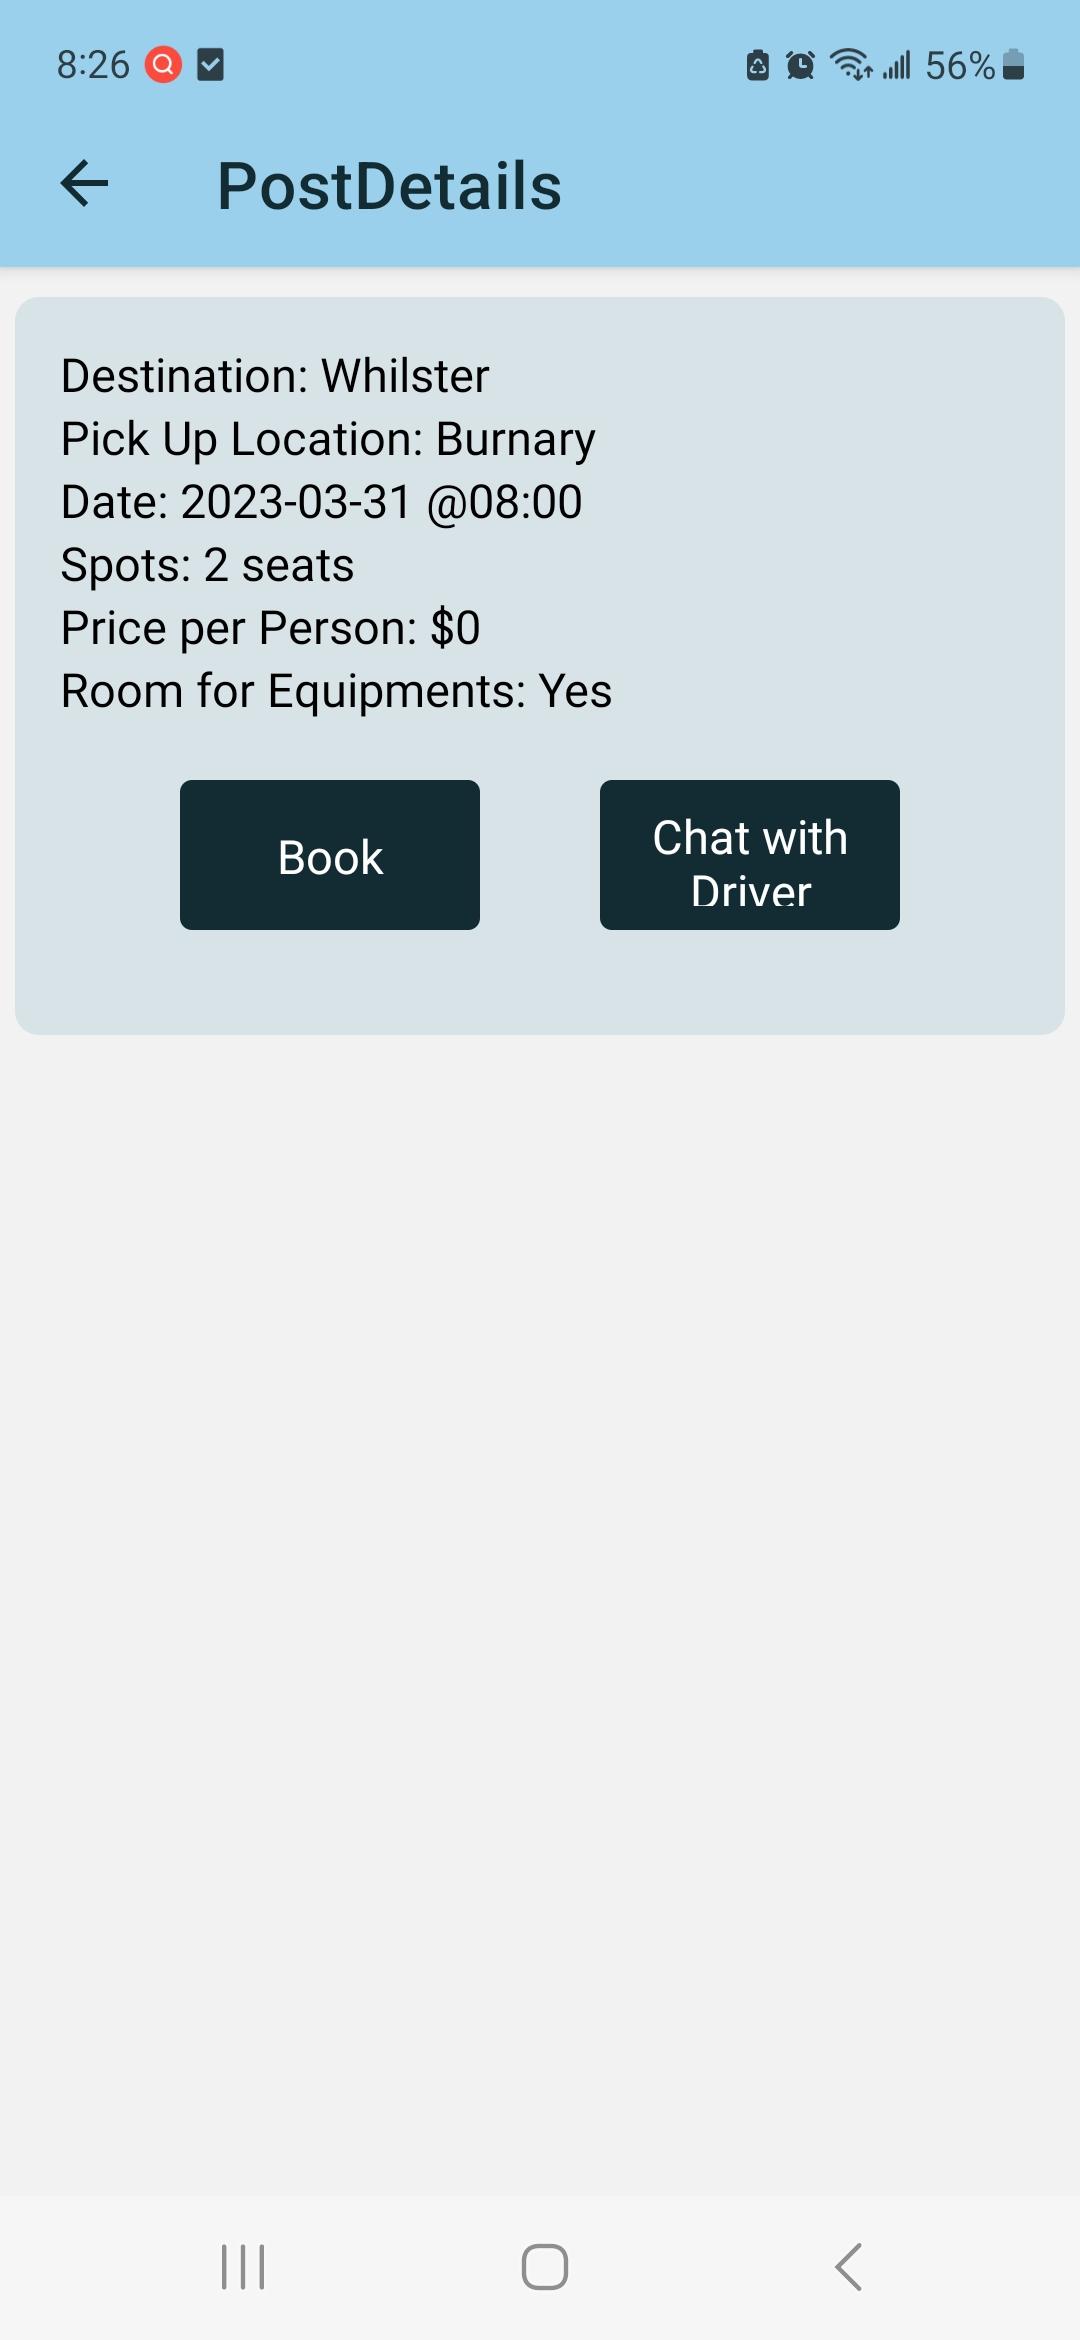 8:26 56%
PostDetails
Destination: Whilster
Pick Up Location: Burnary
Date: 2023-03-31 @08:00
Spots: 2 seats
Price per Person: $0
Room for Equipments: Yes
Book
Chat with
Driver